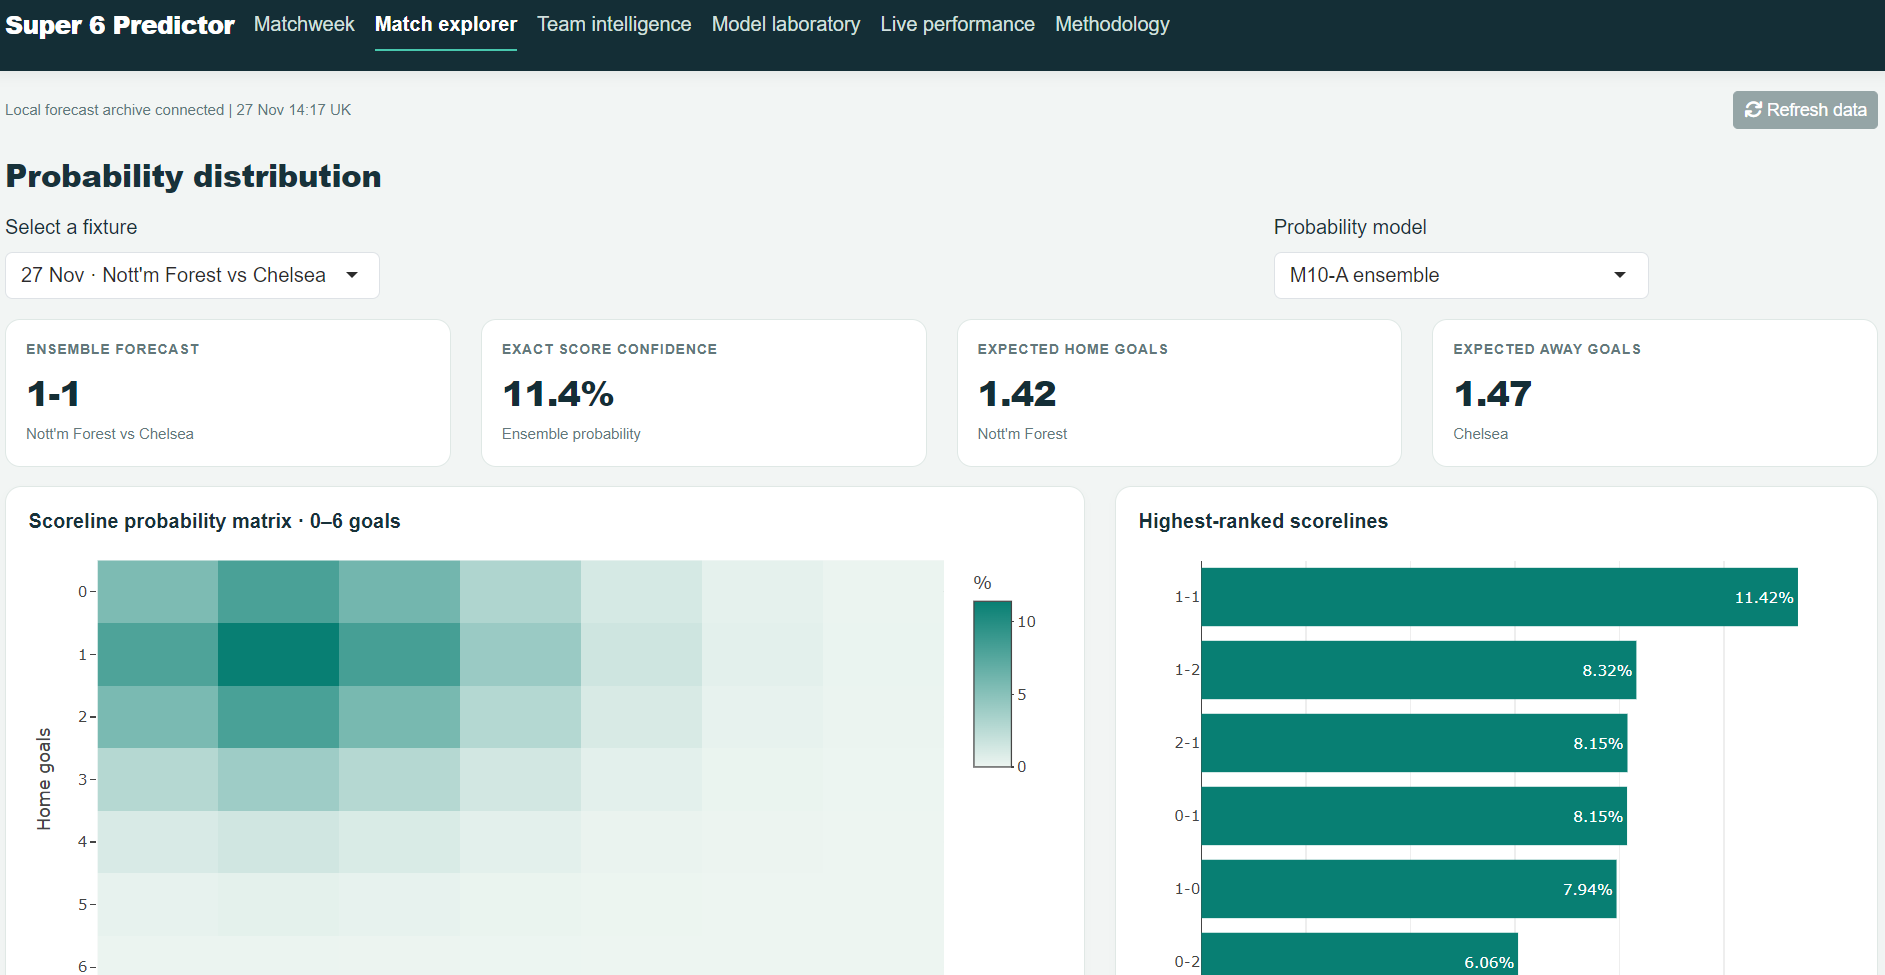 Super 6 Predictor Matchweek Match explorer Team intelligence Model laboratory Live performance Methodology
Local forecast archive connected | 27 Nov 14:17 UK
Refresh data
Probability distribution
Select a fixture
27 Nov · Nott'm Forest vs Chelsea
Probability model
M10-A ensemble
ENSEMBLE FORECAST
1-1
Nott'm Forest vs Chelsea
EXACT SCORE CONFIDENCE
11.4%
Ensemble probability
EXPECTED HOME GOALS
1.42
Nott'm Forest
EXPECTED AWAY GOALS
1.47
Chelsea
Scoreline probability matrix · 0–6 goals
Home goals
0
1
2
3
4
5
6
%
10
5
0
Highest-ranked scorelines
1-1 11.42%
1-2 8.32%
2-1 8.15%
0-1 8.15%
1-0 7.94%
0-2 6.06%